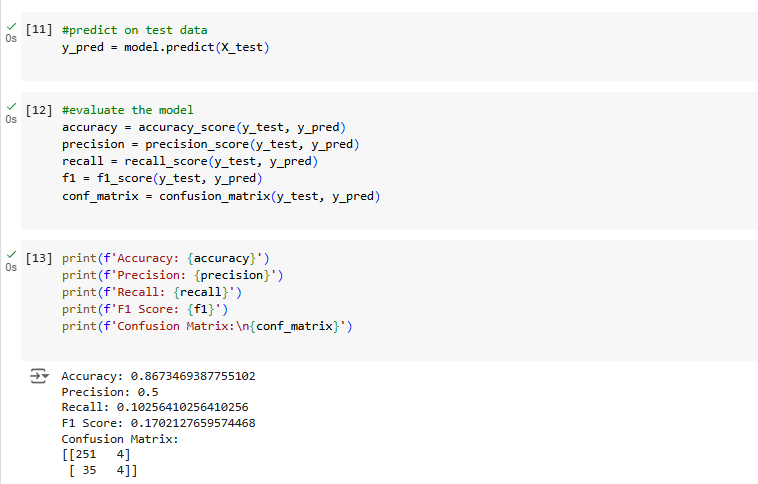 [11] #predict on test data
0s
y_pred = model.predict(X_test)
[12] #evaluate the model
0s
accuracy = accuracy_score(y_test, y_pred)
precision = precision_score(y_test, y_pred)
recall = recall_score(y_test, y_pred)
f1 = f1_score(y_test, y_pred)
conf_matrix = confusion_matrix(y_test, y_pred)
[13] print(f'Accuracy: {accuracy}')
0s
print(f'Precision: {precision}')
print(f'Recall: {recall}')
print(f'F1 Score: {f1}')
print(f'Confusion Matrix:\n{conf_matrix}')
Accuracy: 0.8673469387755102
Precision: 0.5
Recall: 0.10256410256410256
F1 Score: 0.1702127659574468
Confusion Matrix:
[[251   4]
 [ 35   4]]